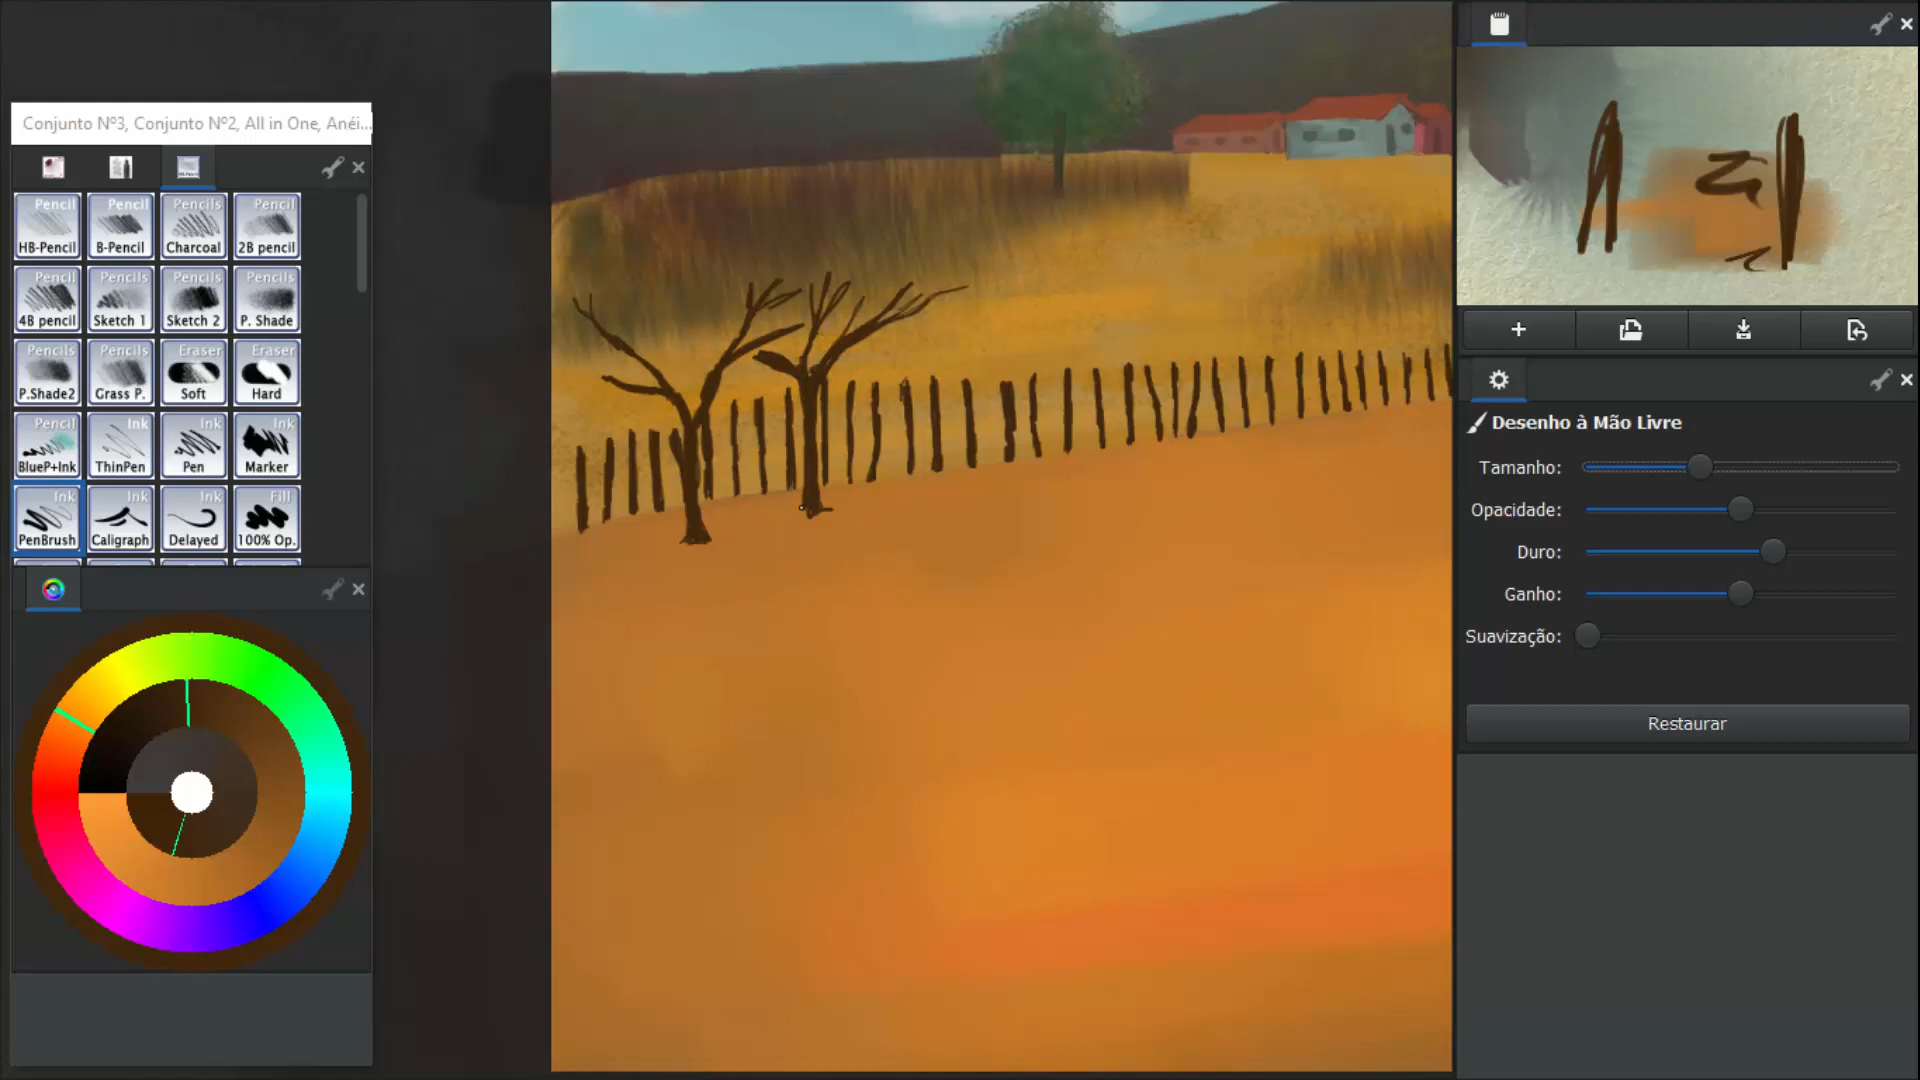 Conjunto Nº3, Conjunto Nº2, All in One, Anéi...
Pencil Pencil Pencils Pencil
HB-Pencil B-Pencil Charcoal 2B pencil
Pencil Pencils Pencils Pencils
4B pencil Sketch 1 Sketch 2 P. Shade
Pencils Pencils Eraser Eraser
P.Shade2 Grass P. Soft Hard
Pencil Ink Ink Ink
BlueP+Ink ThinPen Pen Marker
Ink Ink Ink Fill
PenBrush Caligraph Delayed 100% Op.
Desenho à Mão Livre
Tamanho:
Opacidade:
Duro:
Ganho:
Suavização:
Restaurar